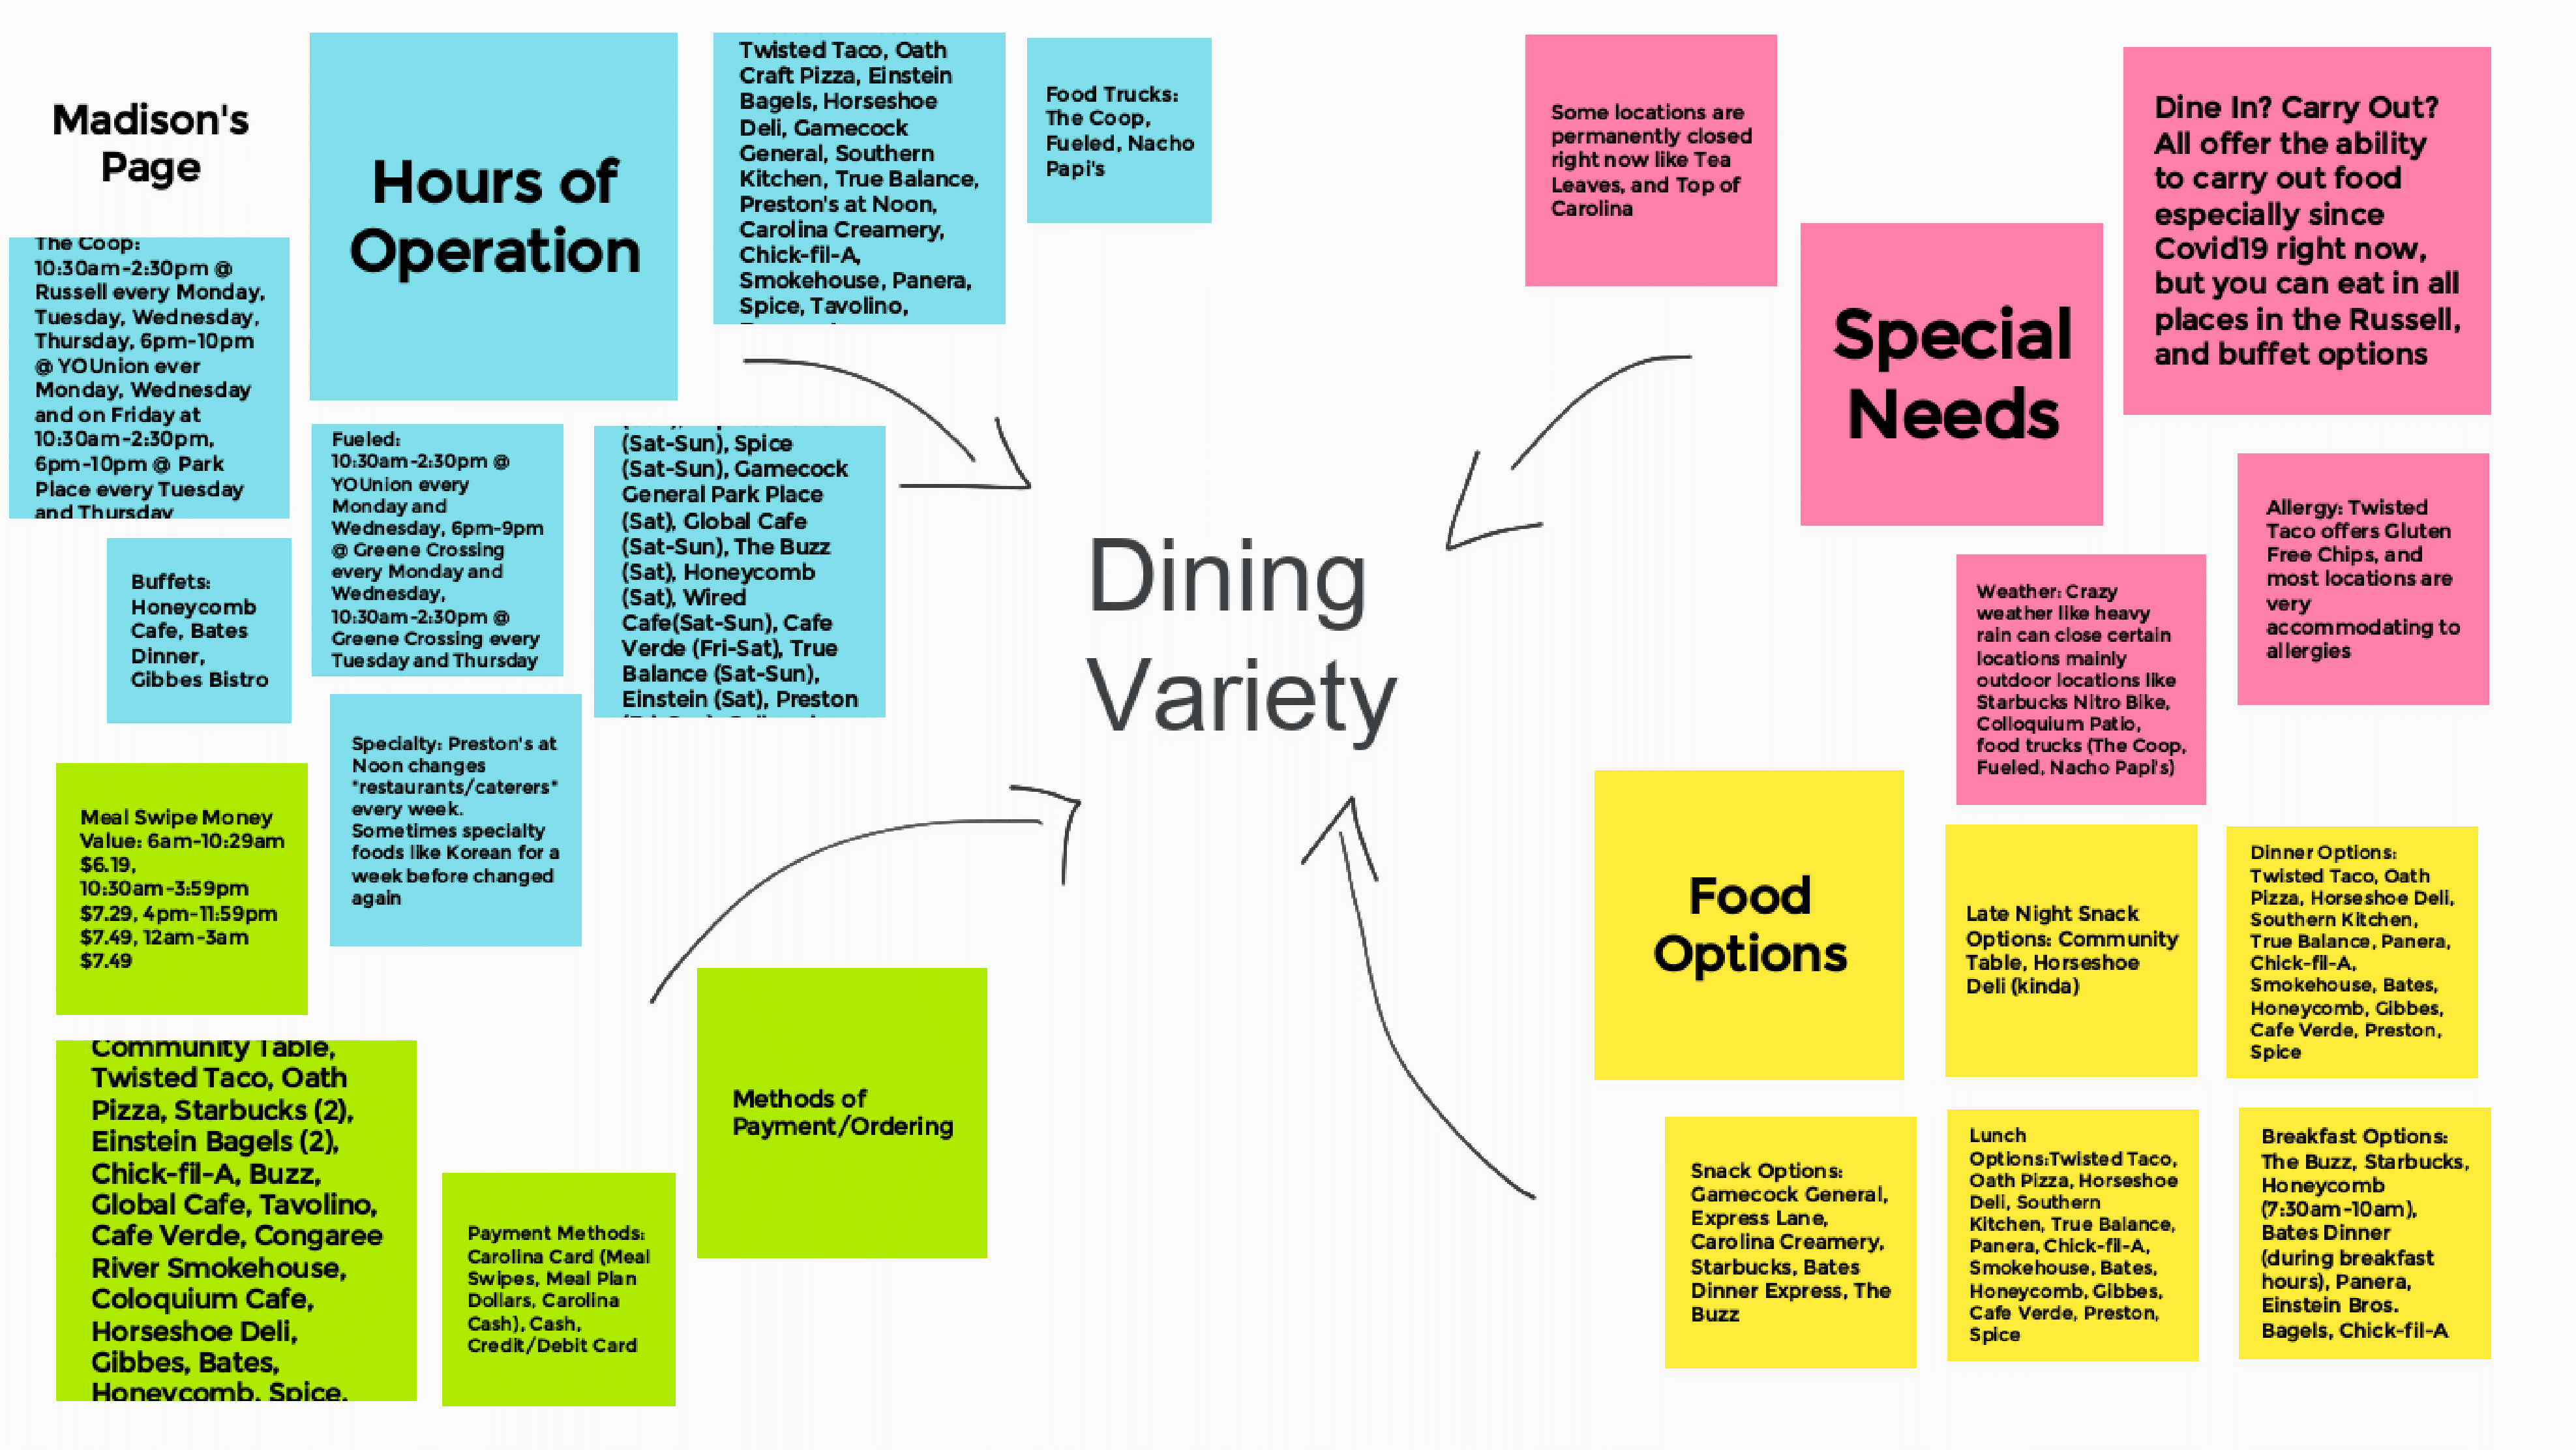 Madison's
Page
Hours of
Operation
Twisted Taco, Oath
Craft Pizza, Einstein
Bagels, Horseshoe
Deli, Gamecock
General, Southern
Kitchen, True Balance,
Preston's at Noon,
Carolina Creamery,
Chick-fil-A,
Smokehouse, Panera,
Spice, Tavolino,
Food Trucks:
The Coop,
Fueled, Nacho
Papi's
The Coop:
10:30am-2:30pm @
Russell every Monday,
Tuesday, Wednesday,
Thursday, 6pm-10pm
@ YOUnion ever
Monday, Wednesday
and on Friday at
10:30am-2:30pm,
6pm-10pm @ Park
Place every Tuesday
and Thursday
Fueled:
10:30am-2:30pm @
YOUnion every
Monday and
Wednesday, 6pm-9pm
@ Greene Crossing
every Monday and
Wednesday,
10:30am-2:30pm @
Greene Crossing every
Tuesday and Thursday
(Sat-Sun), Spice
(Sat-Sun), Gamecock
General Park Place
(Sat), Global Cafe
(Sat-Sun), The Buzz
(Sat), Honeycomb
(Sat), Wired
Cafe(Sat-Sun), Cafe
Verde (Fri-Sat), True
Balance (Sat-Sun),
Einstein (Sat), Preston
Buffets:
Honeycomb
Cafe, Bates
Dinner,
Gibbes Bistro
Specialty: Preston's at
Noon changes
"restaurants/caterers"
every week.
Sometimes specialty
foods like Korean for a
week before changed
again
Meal Swipe Money
Value: 6am-10:29am
$6.19,
10:30am-3:59pm
$7.29, 4pm-11:59pm
$7.49, 12am-3am
$7.49
Community Table,
Twisted Taco, Oath
Pizza, Starbucks (2),
Einstein Bagels (2),
Chick-fil-A, Buzz,
Global Cafe, Tavolino,
Cafe Verde, Congaree
River Smokehouse,
Coloquium Cafe,
Horseshoe Deli,
Gibbes, Bates,
Honeycomb, Spice,
Payment Methods:
Carolina Card (Meal
Swipes, Meal Plan
Dollars, Carolina
Cash), Cash,
Credit/Debit Card
Methods of
Payment/Ordering
Dining
Variety
Some locations are
permanently closed
right now like Tea
Leaves, and Top of
Carolina
Special
Needs
Dine In? Carry Out?
All offer the ability
to carry out food
especially since
Covid19 right now,
but you can eat in all
places in the Russell,
and buffet options
Allergy: Twisted
Taco offers Gluten
Free Chips, and
most locations are
very
accommodating to
allergies
Weather: Crazy
weather like heavy
rain can close certain
locations mainly
outdoor locations like
Starbucks Nitro Bike,
Colloquium Patio,
food trucks (The Coop,
Fueled, Nacho Papi's)
Food
Options
Late Night Snack
Options: Community
Table, Horseshoe
Deli (kinda)
Dinner Options:
Twisted Taco, Oath
Pizza, Horseshoe Deli,
Southern Kitchen,
True Balance, Panera,
Chick-fil-A,
Smokehouse, Bates,
Honeycomb, Gibbes,
Cafe Verde, Preston,
Spice
Snack Options:
Gamecock General,
Express Lane,
Carolina Creamery,
Starbucks, Bates
Dinner Express, The
Buzz
Lunch
Options:Twisted Taco,
Oath Pizza, Horseshoe
Deli, Southern
Kitchen, True Balance,
Panera, Chick-fil-A,
Smokehouse, Bates,
Honeycomb, Gibbes,
Cafe Verde, Preston,
Spice
Breakfast Options:
The Buzz, Starbucks,
Honeycomb
(7:30am-10am),
Bates Dinner
(during breakfast
hours), Panera,
Einstein Bros.
Bagels, Chick-fil-A